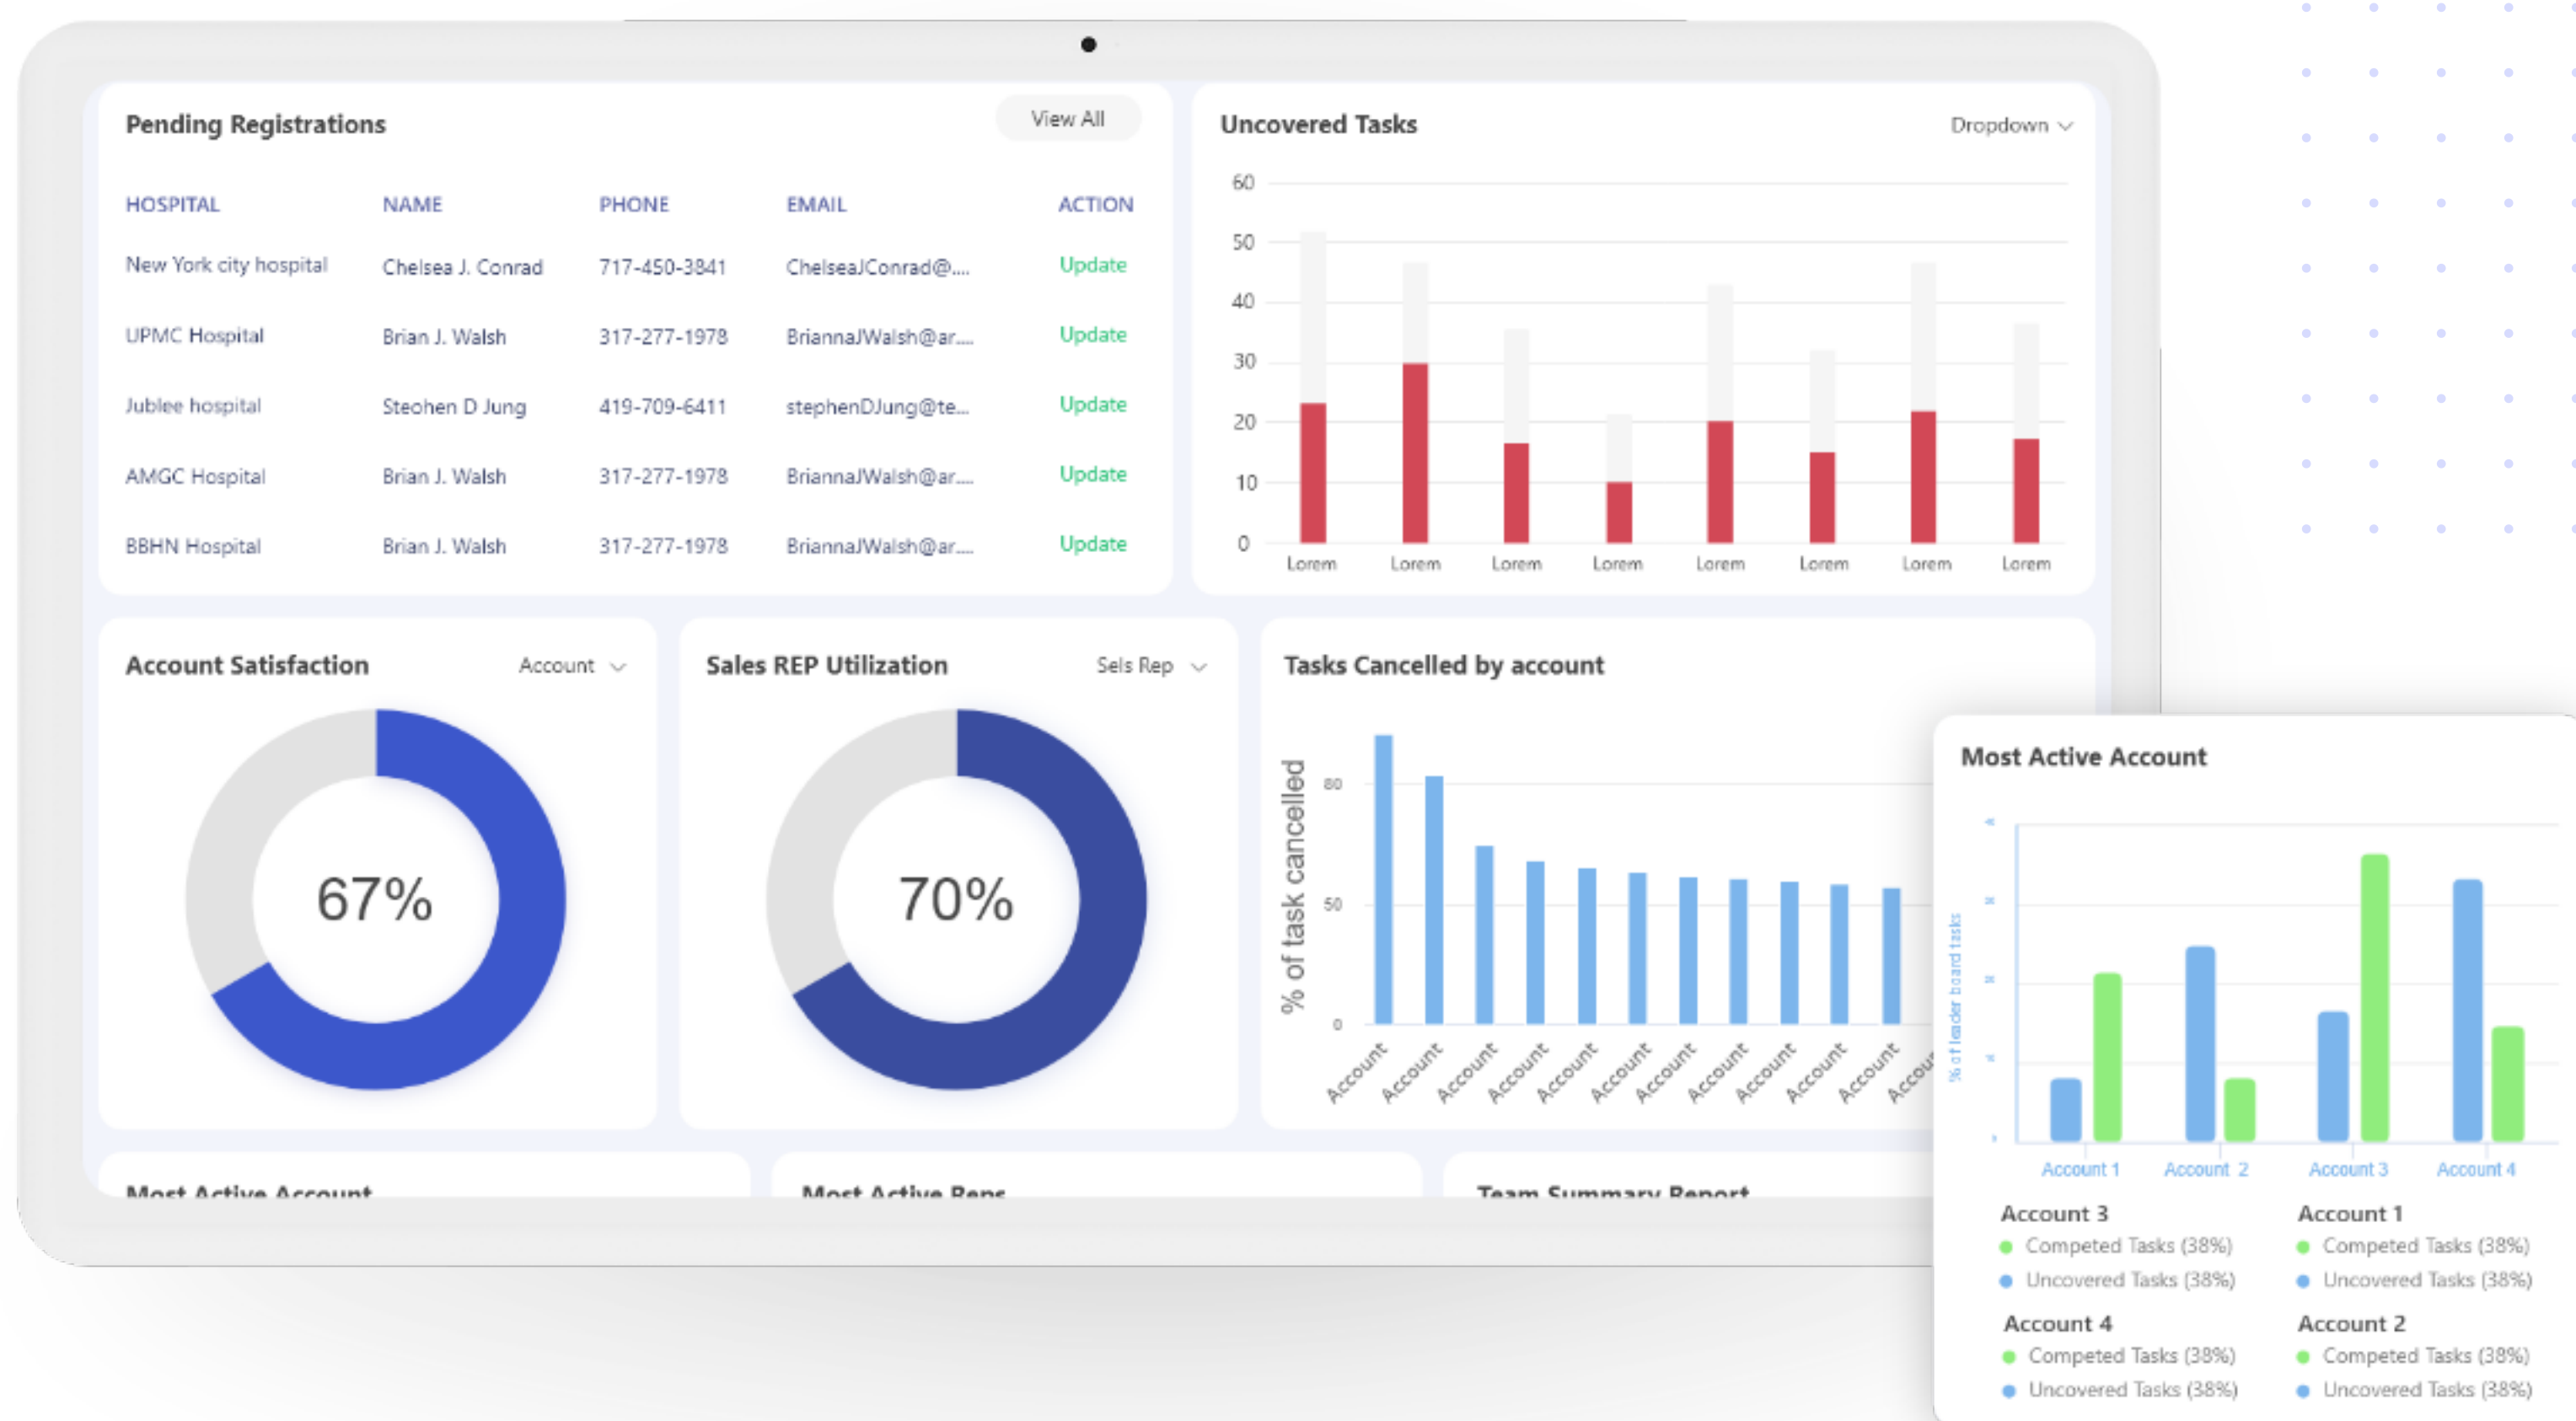 Pending Registrations
View All
HOSPITAL NAME PHONE EMAIL ACTION
New York city hospital Chelsea J. Conrad 717-450-3841 ChelseaJConrad@.... Update
UPMC Hospital Brian J. Walsh 317-277-1978 BriannaJWalsh@ar.... Update
Jublee hospital Steohen D Jung 419-709-6411 stephenDJung@te... Update
AMGC Hospital Brian J. Walsh 317-277-1978 BriannaJWalsh@ar.... Update
BBHN Hospital Brian J. Walsh 317-277-1978 BriannaJWalsh@ar.... Update
Uncovered Tasks
Dropdown
60
50
40
30
20
10
0
Lorem Lorem Lorem Lorem Lorem Lorem Lorem Lorem
Account Satisfaction
Account
67%
Sales REP Utilization
Sels Rep
70%
Tasks Cancelled by account
% of task cancelled
80
50
0
Account Account Account Account Account Account Account Account Account Account Account Accou
Most Active Account
Most Active Reps
Team Summary Report
Most Active Account
% of leader board tasks
Account 1 Account 2 Account 3 Account 4
Account 3
Competed Tasks (38%)
Uncovered Tasks (38%)
Account 1
Competed Tasks (38%)
Uncovered Tasks (38%)
Account 4
Competed Tasks (38%)
Uncovered Tasks (38%)
Account 2
Competed Tasks (38%)
Uncovered Tasks (38%)